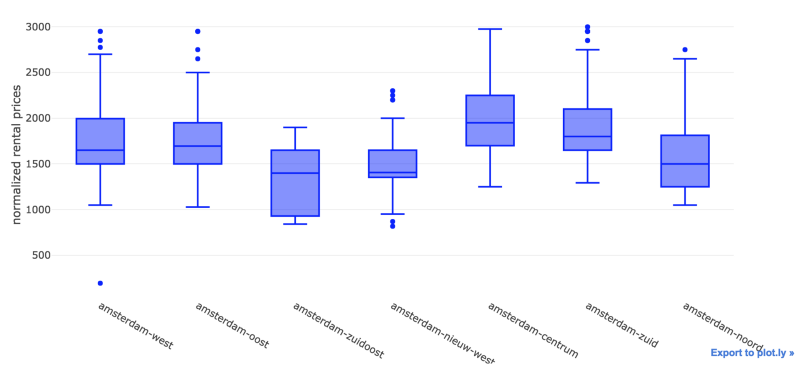 3000
2500
2000
1500
1000
500
normalized rental prices
amsterdam-west
amsterdam-oost
amsterdam-zuidoost
amsterdam-nieuw-west
amsterdam-centrum
amsterdam-zuid
amsterdam-noord
Export to plot.ly »